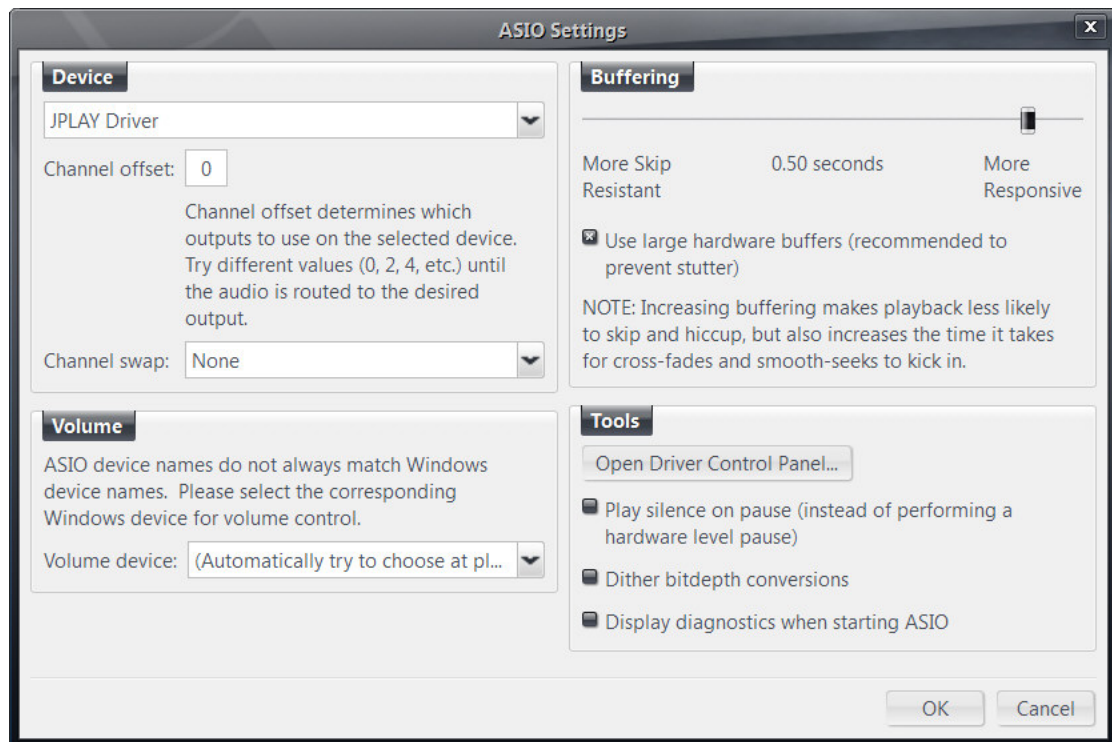 ASIO Settings
x
Device
JPLAY Driver
Channel offset: 0
Channel offset determines which
outputs to use on the selected device.
Try different values (0, 2, 4, etc.) until
the audio is routed to the desired
output.
Channel swap: None
Volume
ASIO device names do not always match Windows
device names.  Please select the corresponding
Windows device for volume control.
Volume device: (Automatically try to choose at pl...
Buffering
More Skip
Resistant
0.50 seconds
More
Responsive
Use large hardware buffers (recommended to
prevent stutter)
NOTE: Increasing buffering makes playback less likely
to skip and hiccup, but also increases the time it takes
for cross-fades and smooth-seeks to kick in.
Tools
Open Driver Control Panel...
Play silence on pause (instead of performing a
hardware level pause)
Dither bitdepth conversions
Display diagnostics when starting ASIO
OK
Cancel